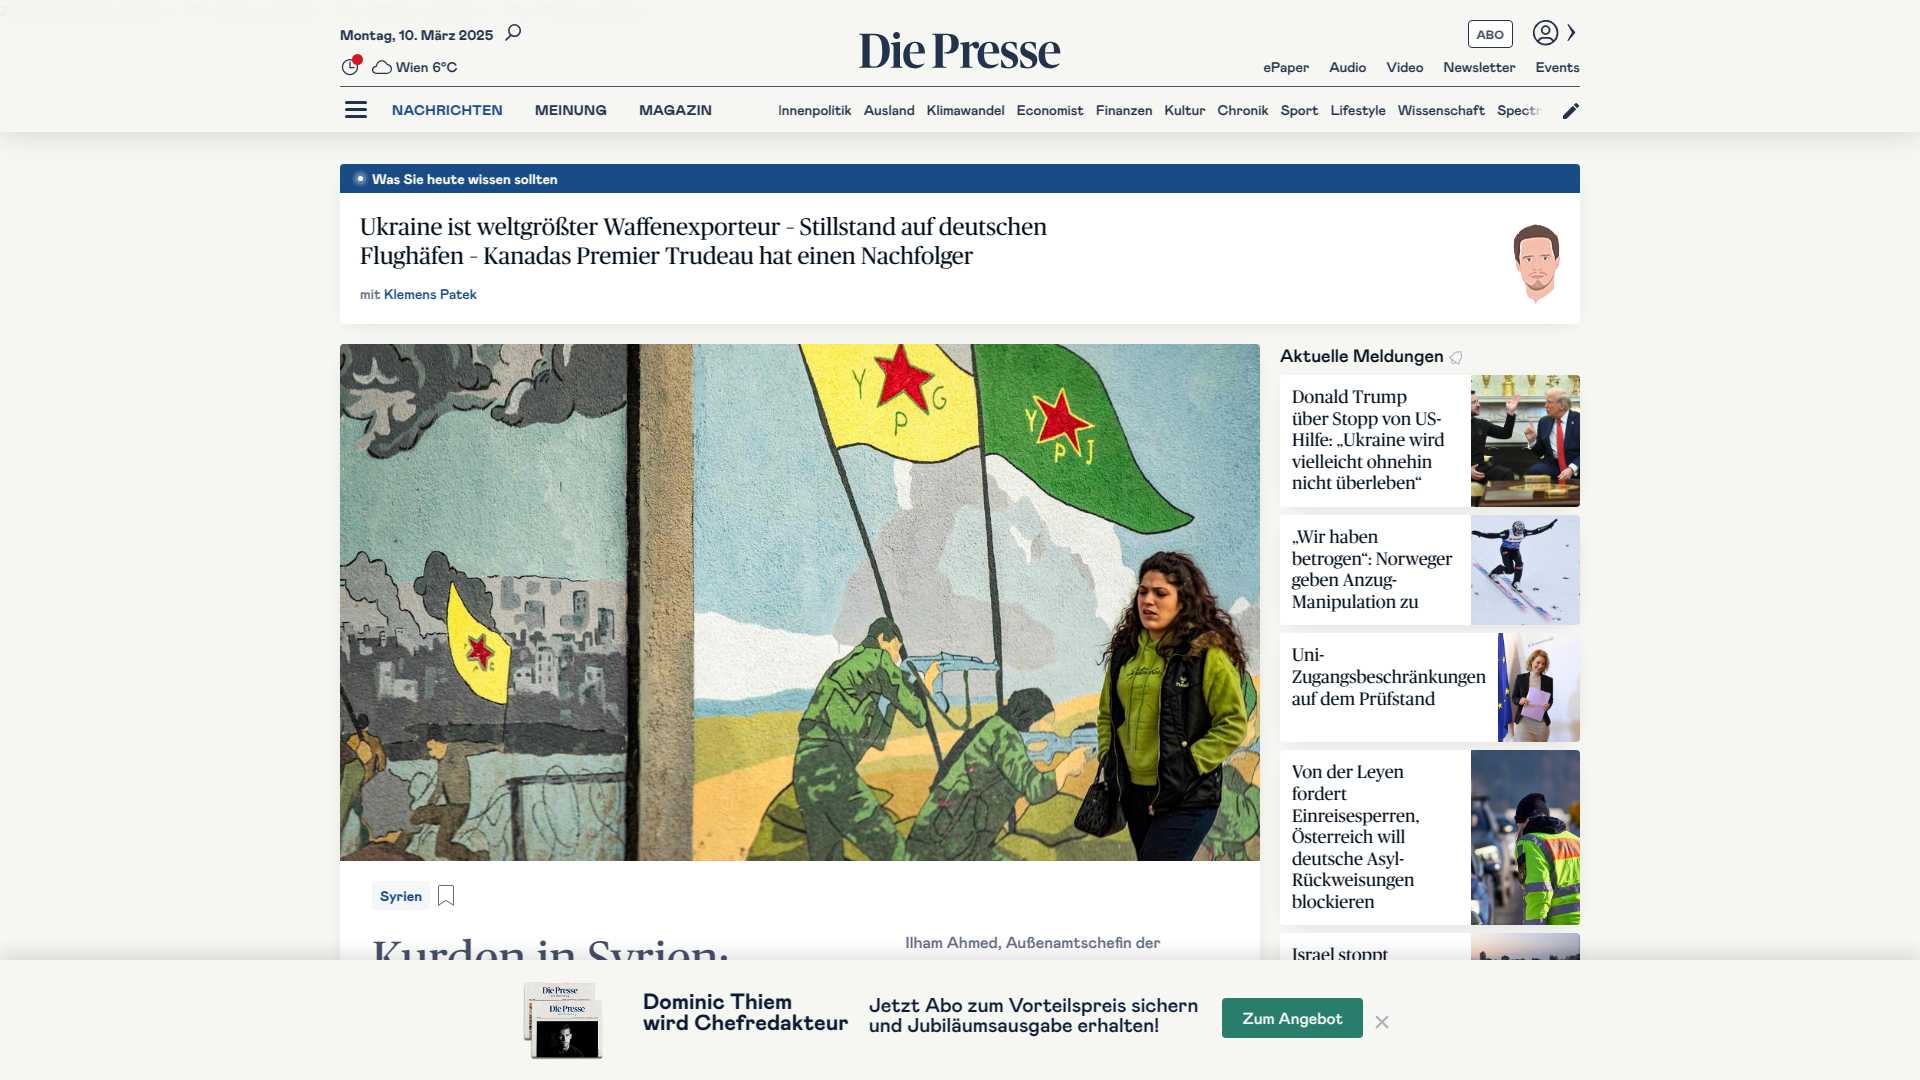 Montag, 10. März 2025
Die Presse
ABO
Wien 6°C
ePaper Audio Video Newsletter Events
NACHRICHTEN MEINUNG MAGAZIN
Innenpolitik Ausland Klimawandel Economist Finanzen Kultur Chronik Sport Lifestyle Wissenschaft Spectr
Was Sie heute wissen sollten
Ukraine ist weltgrößter Waffenexporteur – Stillstand auf deutschen
Flughäfen – Kanadas Premier Trudeau hat einen Nachfolger
mit Klemens Patek
Y P G
Y P J
Syrien
Kurden in Syrien:
Ilham Ahmed, Außenamtschefin der
Aktuelle Meldungen
Donald Trump
über Stopp von US-
Hilfe: „Ukraine wird
vielleicht ohnehin
nicht überleben“
„Wir haben
betrogen“: Norweger
geben Anzug-
Manipulation zu
Uni-
Zugangsbeschränkungen
auf dem Prüfstand
Von der Leyen
fordert
Einreisesperren,
Österreich will
deutsche Asyl-
Rückweisungen
blockieren
Israel stoppt
Die Presse
Die Presse
Dominic Thiem
wird Chefredakteur
Jetzt Abo zum Vorteilspreis sichern
und Jubiläumsausgabe erhalten!
Zum Angebot